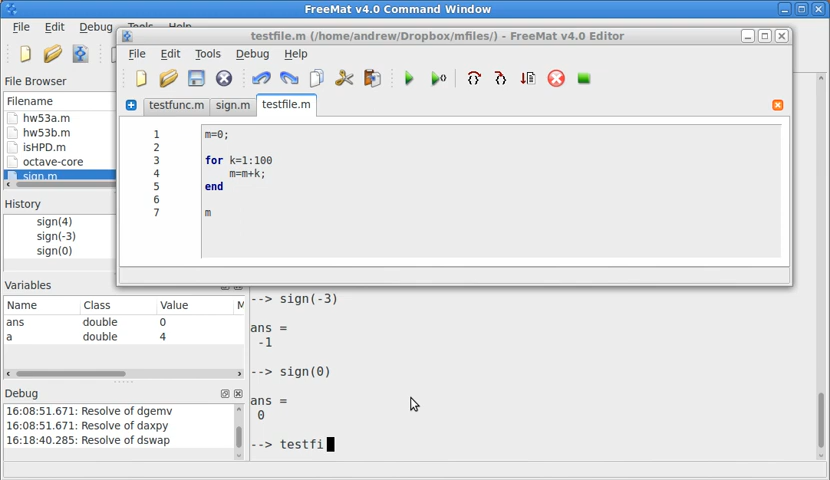 FreeMat v4.0 Command Window
File Edit Debug Tools Help
testfile.m (/home/andrew/Dropbox/mfiles/) - FreeMat v4.0 Editor
File Edit Tools Debug Help
testfunc.m sign.m testfile.m
1 m=0;
2
3 for k=1:100
4 m=m+k;
5 end
6
7 m
File Browser
Filename
hw53a.m
hw53b.m
isHPD.m
octave-core
sign.m
History
sign(4)
sign(-3)
sign(0)
Variables
Name Class Value M
ans double 0
a double 4
Debug
16:08:51.671: Resolve of dgemv
16:08:51.671: Resolve of daxpy
16:18:40.285: Resolve of dswap
--> sign(-3)
ans =
-1
--> sign(0)
ans =
0
--> testfi